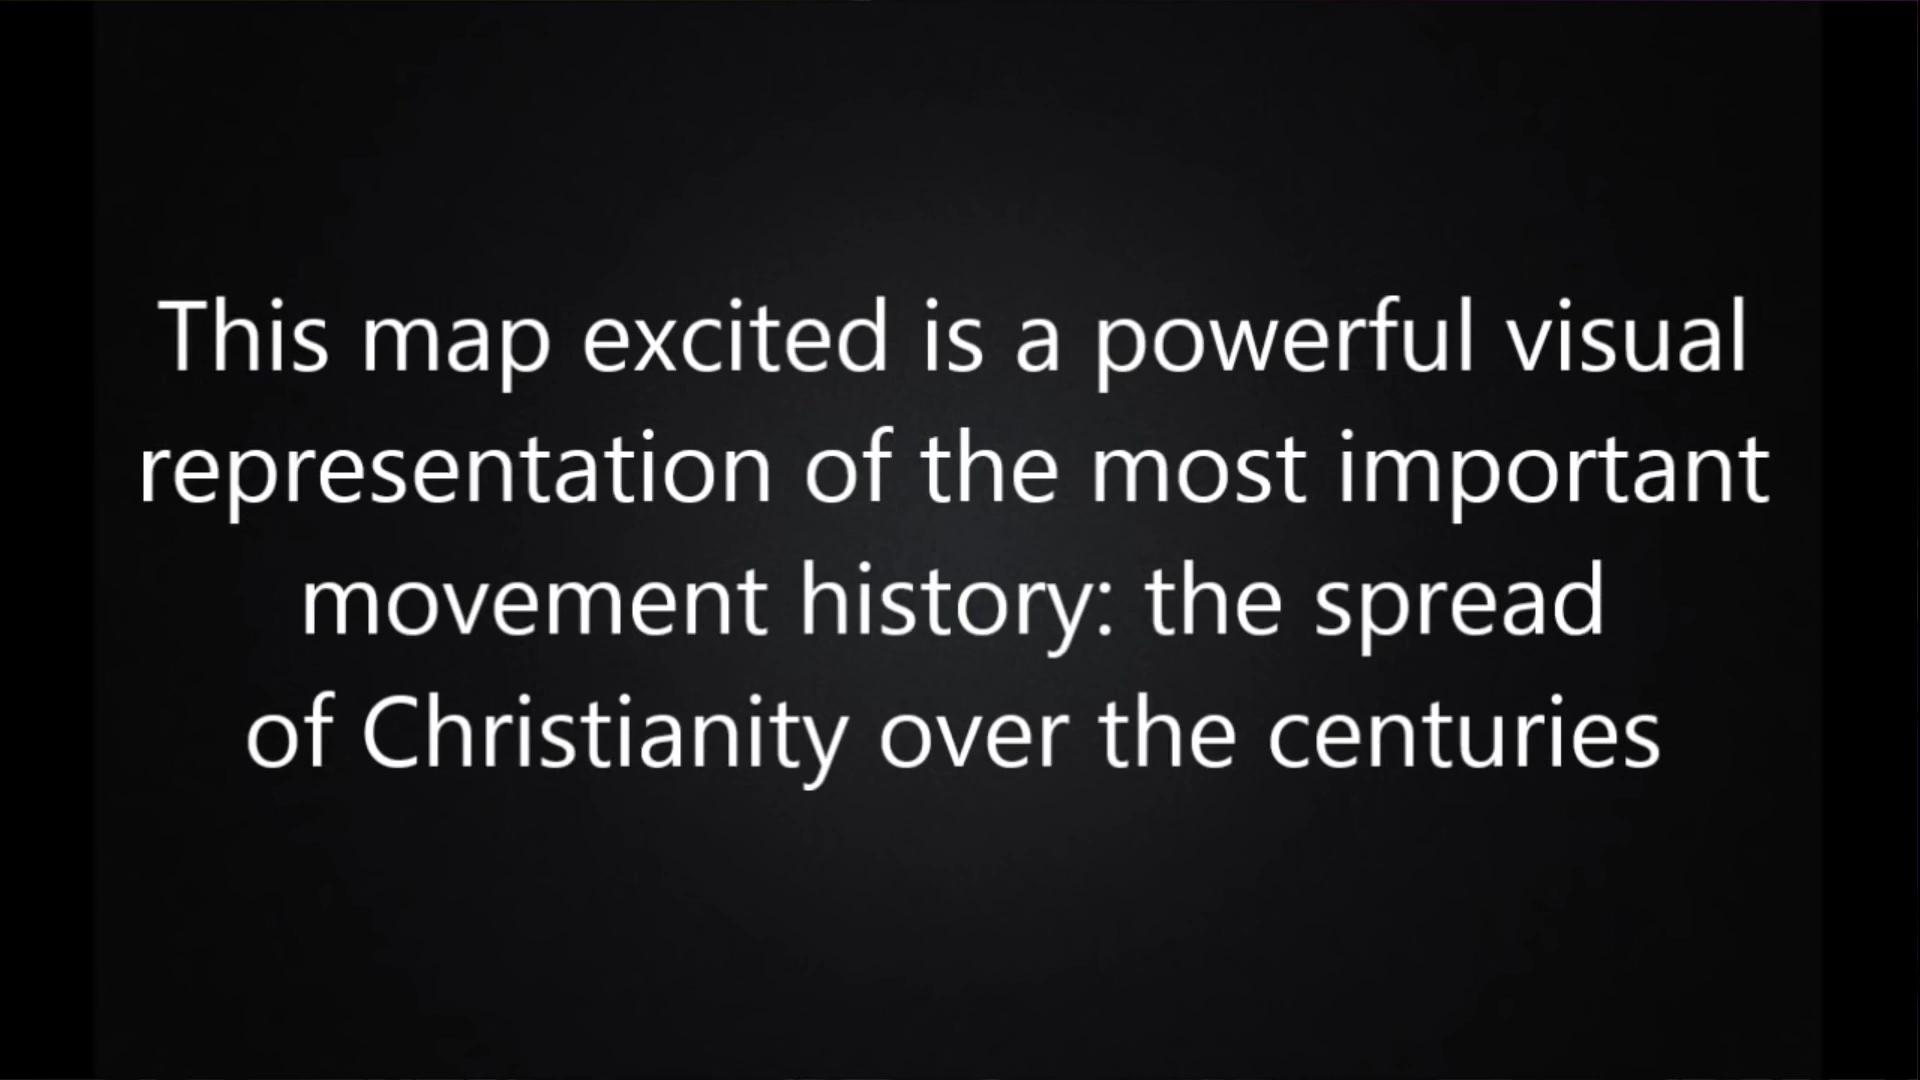 This map excited is a powerful visual
representation of the most important
movement history: the spread
of Christianity over the centuries